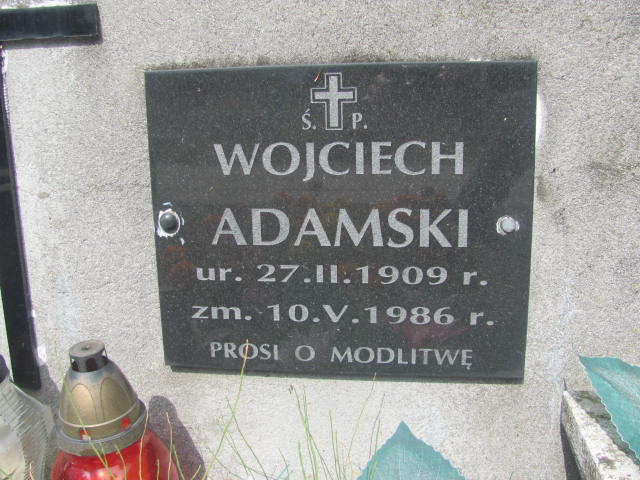 Ś. P.
WOJCIECH
ADAMSKI
ur. 27.II.1909 r.
zm. 10.V.1986 r.
PROSI O MODLITWĘ